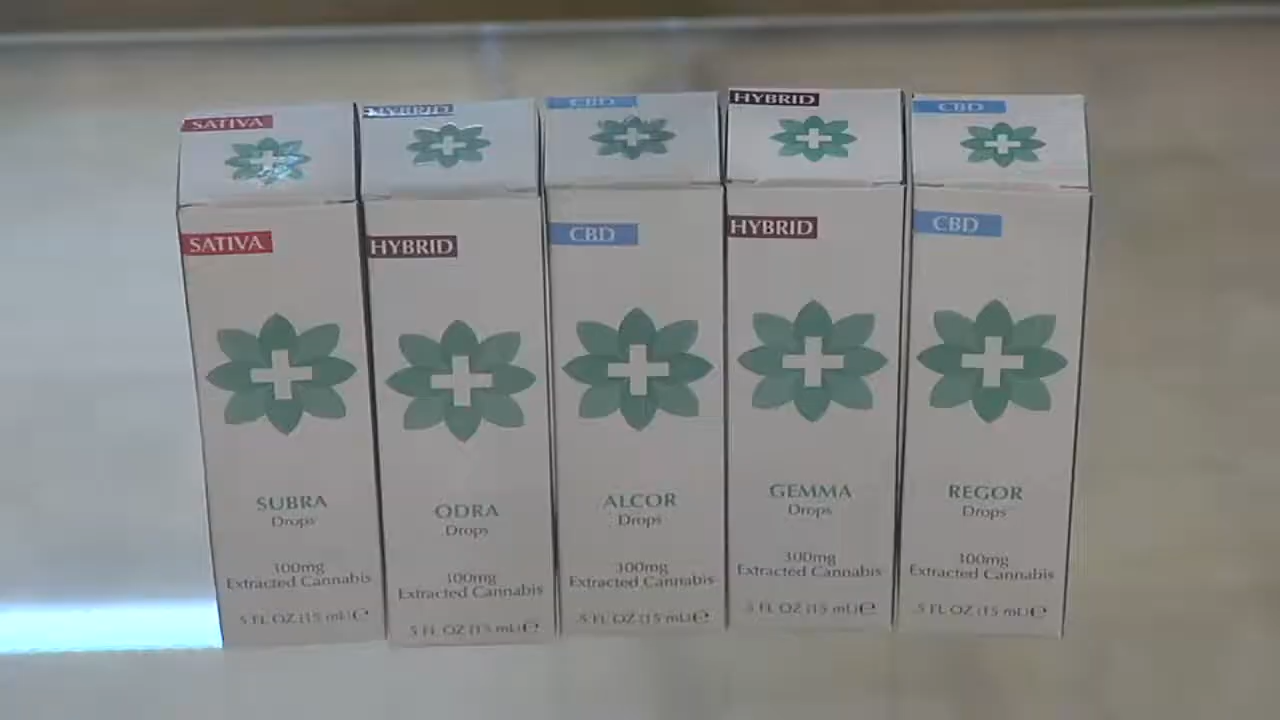 SATIVA
SATIVA
SUBRA
Drops
300mg
Extracted Cannabis
.5 FL OZ (15 mL) ℮
HYBRID
HYBRID
ODRA
Drops
300mg
Extracted Cannabis
.5 FL OZ (15 mL) ℮
CBD
CBD
ALCOR
Drops
300mg
Extracted Cannabis
.5 FL OZ (15 mL) ℮
HYBRID
HYBRID
GEMMA
Drops
300mg
Extracted Cannabis
.5 FL OZ (15 mL) ℮
CBD
CBD
REGOR
Drops
300mg
Extracted Cannabis
.5 FL OZ (15 mL) ℮